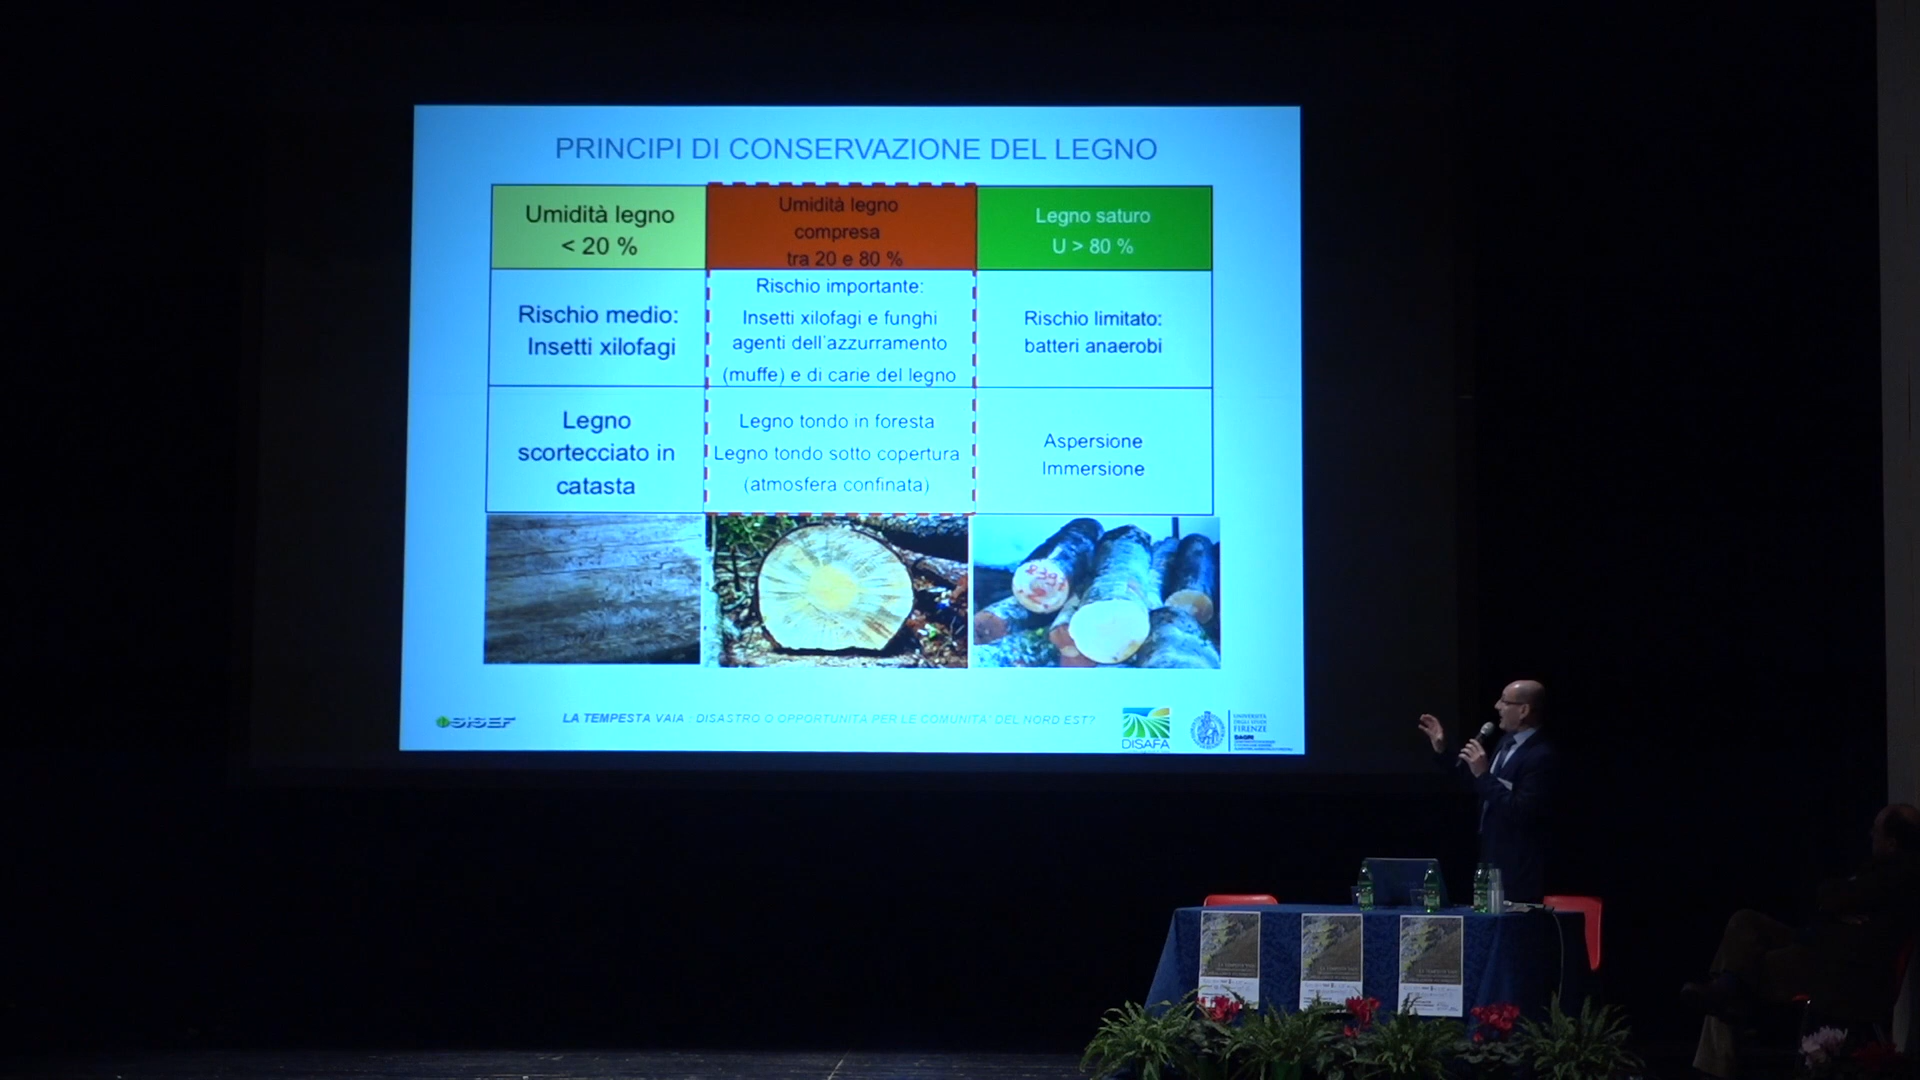 PRINCIPI DI CONSERVAZIONE DEL LEGNO
Umidità legno
< 20 %
Umidità legno
compresa
tra 20 e 80 %
Legno saturo
U > 80 %
Rischio medio:
Insetti xilofagi
Rischio importante:
Insetti xilofagi e funghi
agenti dell'azzurramento
(muffe) e di carie del legno
Rischio limitato:
batteri anaerobi
Legno
scortecciato in
catasta
Legno tondo in foresta
Legno tondo sotto copertura
(atmosfera confinata)
Aspersione
Immersione
SISEF
LA TEMPESTA VAIA : DISASTRO O OPPORTUNITA' PER LE COMUNITA' DEL NORD EST?
DISAFA
UNIVERSITÀ
DEGLI STUDI
FIRENZE
DAGRI